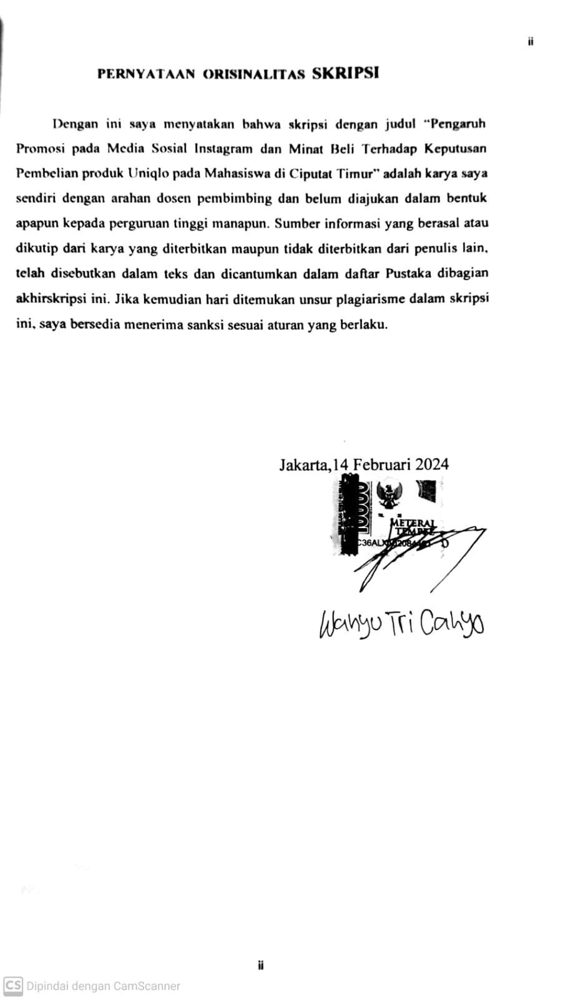 ii
PERNYATAAN ORISINALITAS SKRIPSI
Dengan ini saya menyatakan bahwa skripsi dengan judul “Pengaruh
Promosi pada Media Sosial Instagram dan Minat Beli Terhadap Keputusan
Pembelian produk Uniqlo pada Mahasiswa di Ciputat Timur” adalah karya saya
sendiri dengan arahan dosen pembimbing dan belum diajukan dalam bentuk
apapun kepada perguruan tinggi manapun. Sumber informasi yang berasal atau
dikutip dari karya yang diterbitkan maupun tidak diterbitkan dari penulis lain,
telah disebutkan dalam teks dan dicantumkan dalam daftar Pustaka dibagian
akhirskripsi ini. Jika kemudian hari ditemukan unsur plagiarisme dalam skripsi
ini, saya bersedia menerima sanksi sesuai aturan yang berlaku.
Jakarta,14 Februari 2024
METERAI
TEMPEL
Wahyu Tri Cahyo
ii
CS Dipindai dengan CamScanner